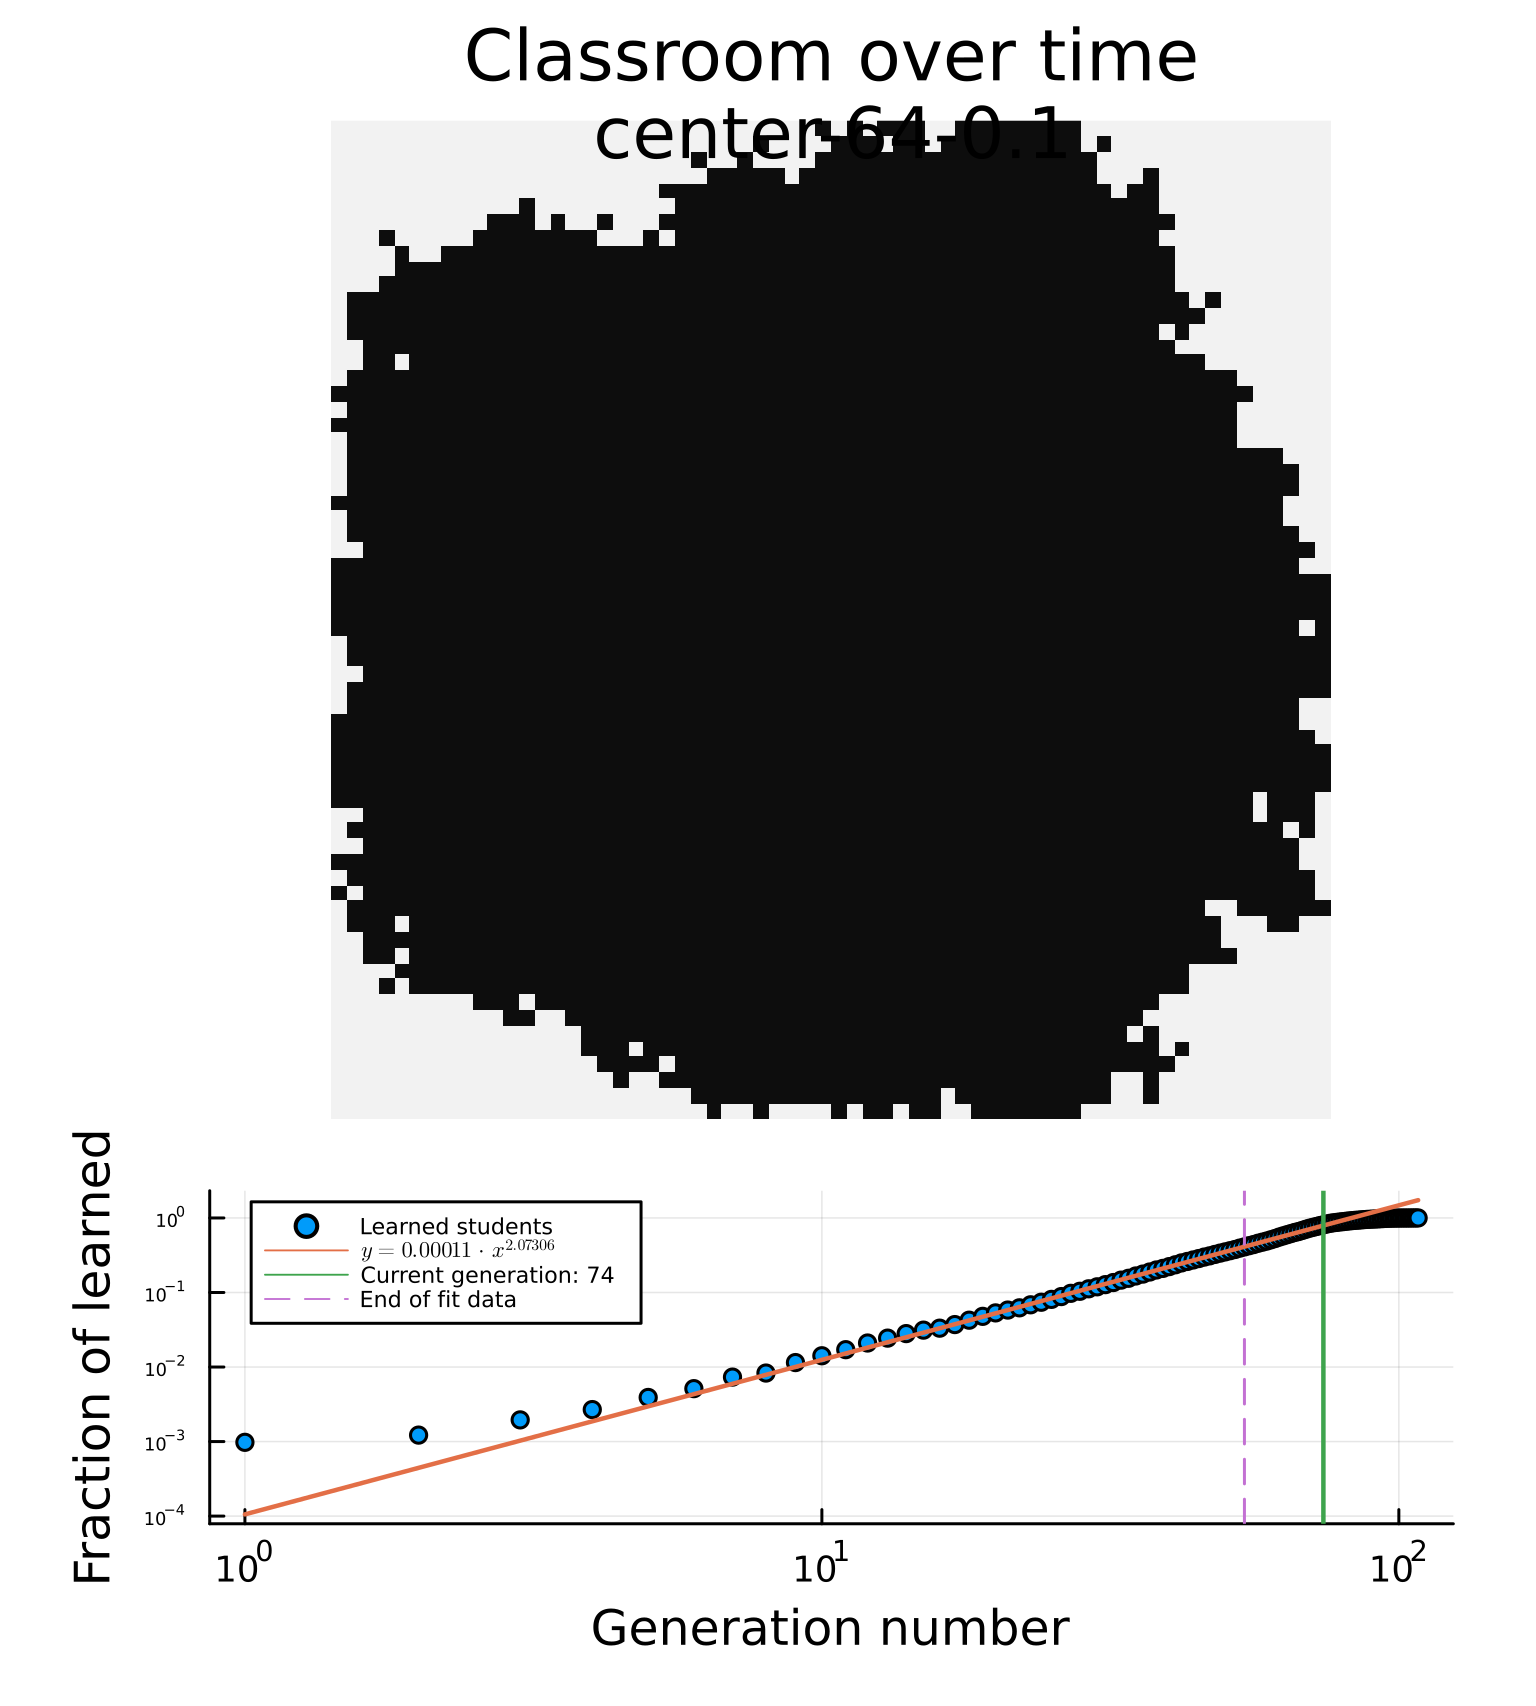 Classroom over time
center-64-0.1
Fraction of learned
10^0
10^-1
10^-2
10^-3
10^-4
Learned students
y = 0.00011 · x^2.07306
Current generation: 74
End of fit data
10^0 10^1 10^2
Generation number